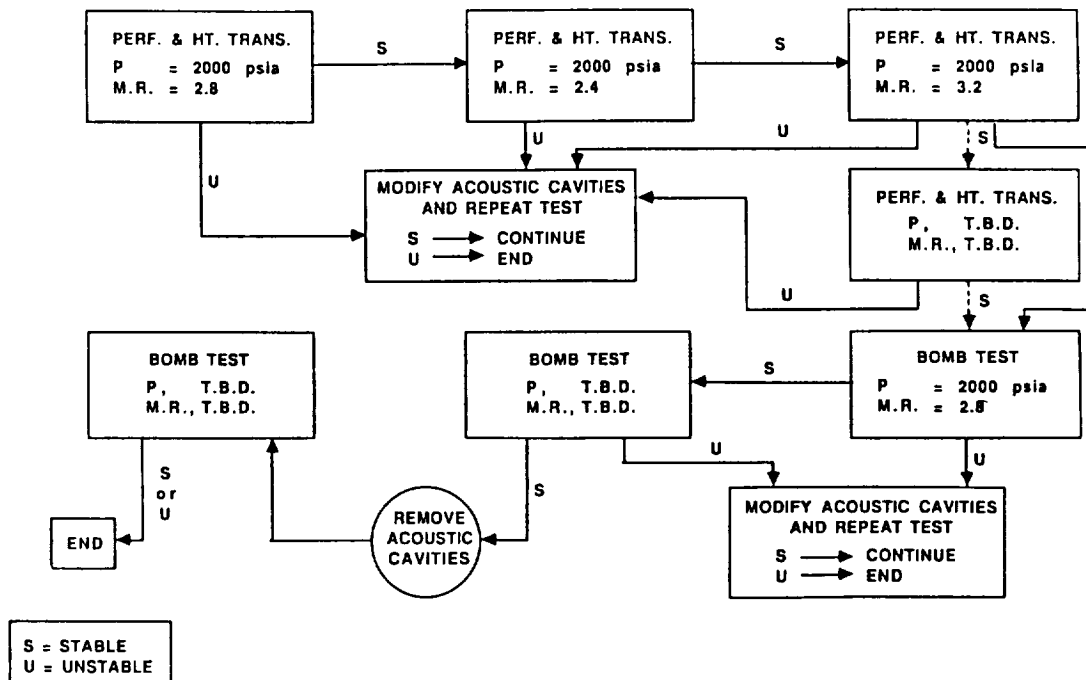 PERF. & HT. TRANS.
P = 2000 psia
M.R. = 2.8
S
PERF. & HT. TRANS.
P = 2000 psia
M.R. = 2.4
S
PERF. & HT. TRANS.
P = 2000 psia
M.R. = 3.2
U
U
U
S
MODIFY ACOUSTIC CAVITIES
AND REPEAT TEST
S CONTINUE
U END
PERF. & HT. TRANS.
P, T.B.D.
M.R., T.B.D.
U
S
BOMB TEST
P, T.B.D.
M.R., T.B.D.
BOMB TEST
P, T.B.D.
M.R., T.B.D.
S
BOMB TEST
P = 2000 psia
M.R. = 2.8
S
or
U
END
REMOVE
ACOUSTIC
CAVITIES
S
U
U
MODIFY ACOUSTIC CAVITIES
AND REPEAT TEST
S CONTINUE
U END
S = STABLE
U = UNSTABLE